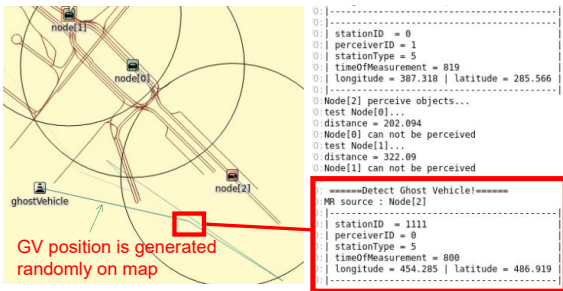 node[1]
node[0]
node[2]
ghostVehicle
GV position is generated
randomly on map
0:|--------------------------------------------------|
0:|--------------------------------------------------|
0:| stationID = 0 |
0:| perceiverID = 1 |
0:| stationType = 5 |
0:| timeOfMeasurement = 819 |
0:| longitude = 387.318 | latitude = 285.566 |
0:|--------------------------------------------------|
0:Node[2] perceive objects...
0:test Node[0]...
0:distance = 202.094
0:Node[0] can not be perceived
0:test Node[1]...
0:distance = 322.09
0:Node[1] can not be perceived
0: ======Detect Ghost Vehicle!======
0:MR source : Node[2]
0:|--------------------------------------------------|
0:| stationID = 1111 |
0:| perceiverID = 0 |
0:| stationType = 5 |
0:| timeOfMeasurement = 800 |
0:| longitude = 454.285 | latitude = 486.919 |
0:|--------------------------------------------------|